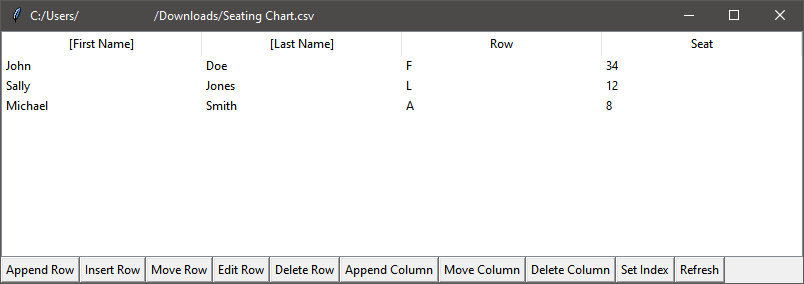 C:/Users/ /Downloads/Seating Chart.csv
[First Name] [Last Name] Row Seat
John Doe F 34
Sally Jones L 12
Michael Smith A 8
Append Row Insert Row Move Row Edit Row Delete Row Append Column Move Column Delete Column Set Index Refresh